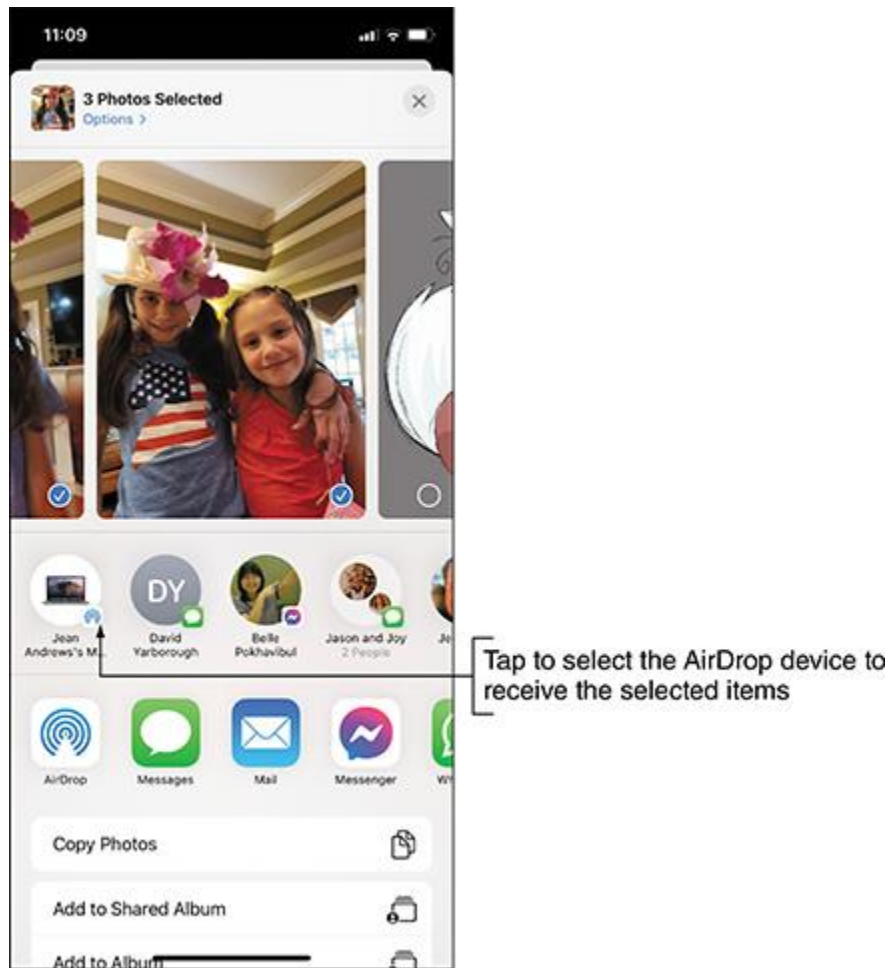 11:09
3 Photos Selected
Options >
DY
Jean
Andrews's M...
David
Yarborough
Belle
Pokhavibul
Jason and Joy
2 People
Je
AirDrop
Messages
Mail
Messenger
Tap to select the AirDrop device to
receive the selected items
Copy Photos
Add to Shared Album
Add to Album